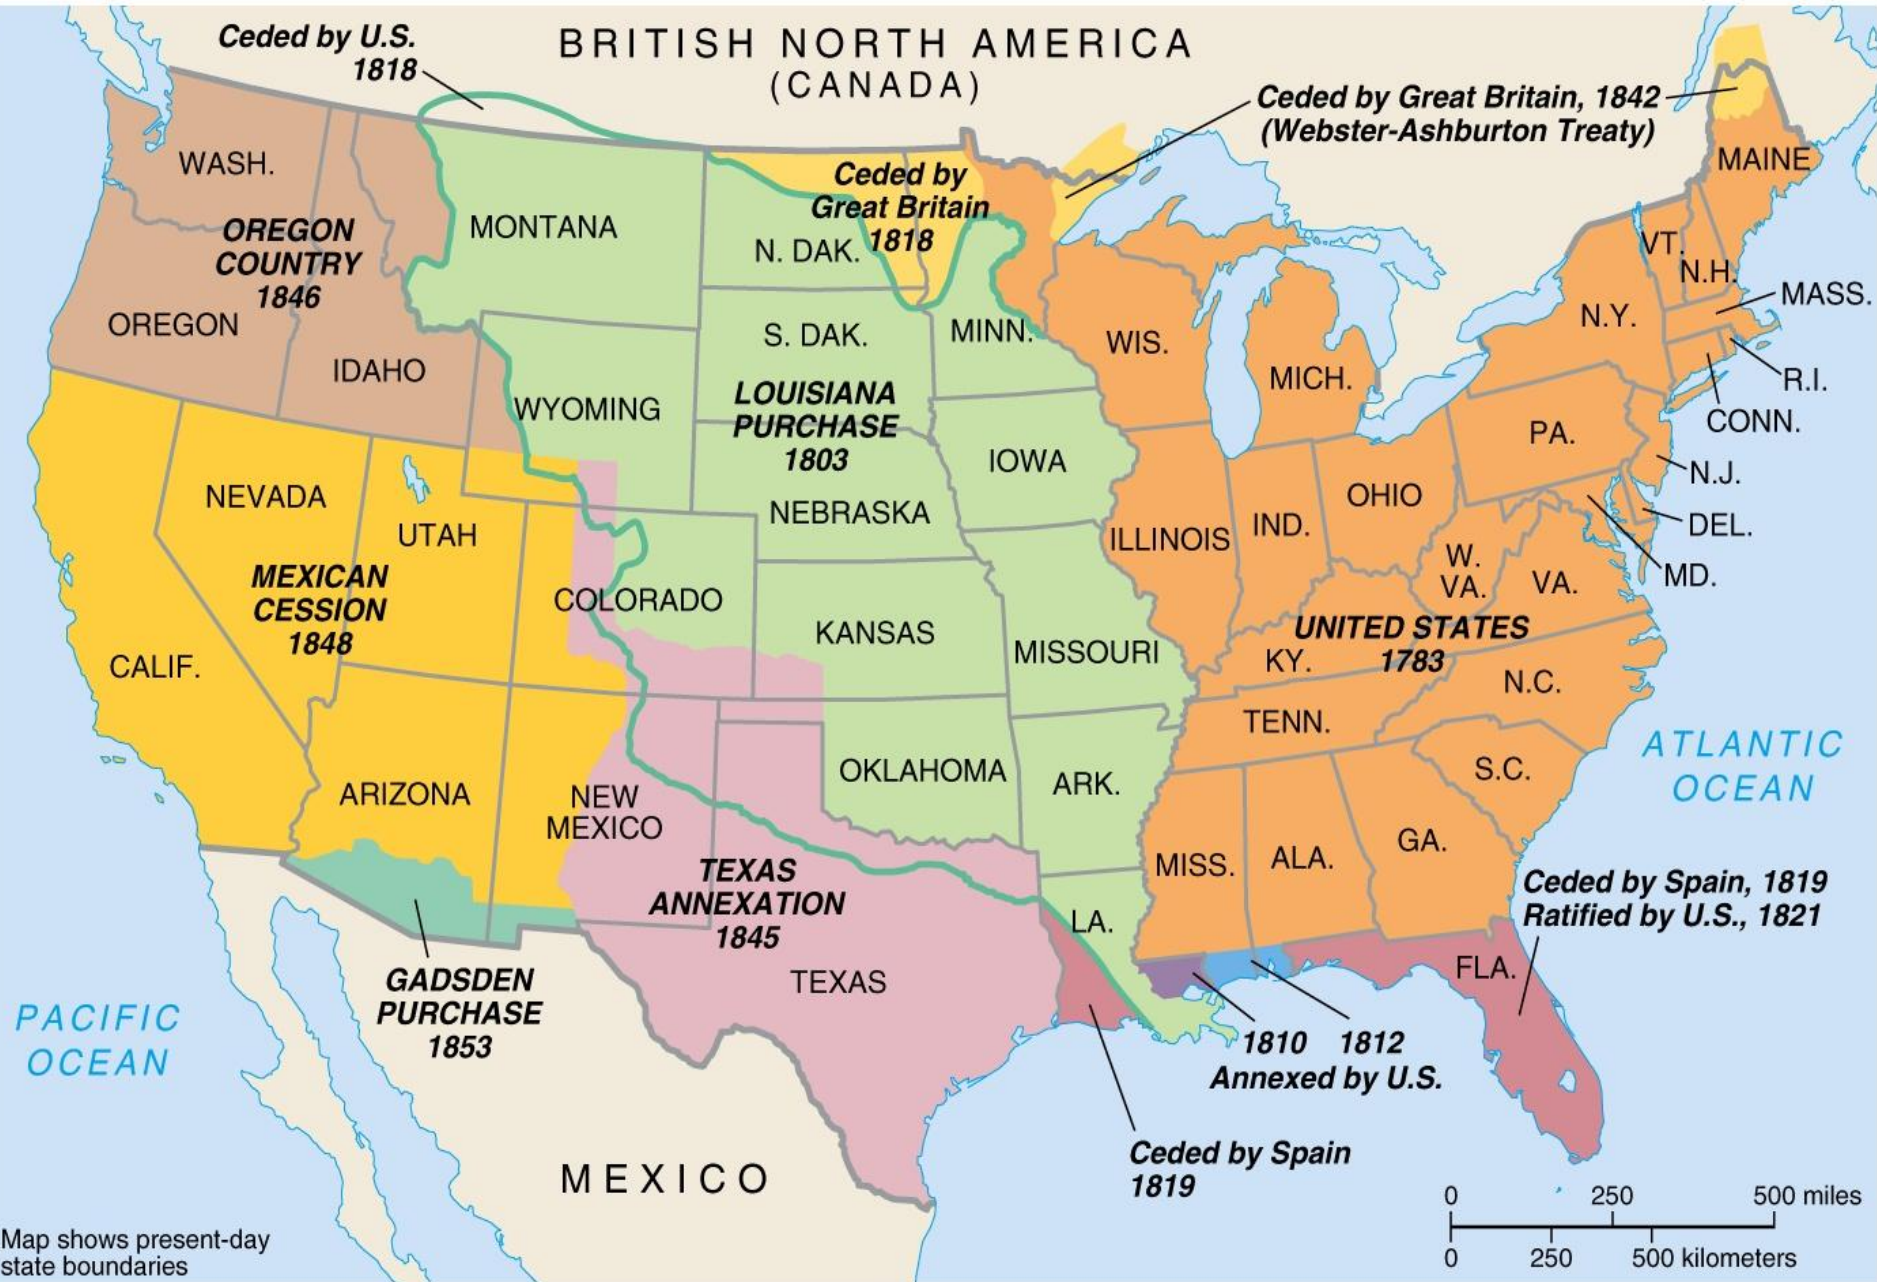 Ceded by U.S.
1818
BRITISH NORTH AMERICA
(CANADA)
Ceded by Great Britain, 1842
(Webster-Ashburton Treaty)
WASH.
OREGON
COUNTRY
1846
OREGON
IDAHO
MONTANA
Ceded by
Great Britain
1818
N. DAK.
S. DAK.
MINN.
WYOMING
LOUISIANA
PURCHASE
1803
NEBRASKA
IOWA
WIS.
MICH.
MAINE
VT.
N.H.
MASS.
N.Y.
R.I.
CONN.
PA.
N.J.
DEL.
MD.
OHIO
IND.
ILLINOIS
W.
VA.
VA.
UNITED STATES
1783
KY.
N.C.
TENN.
S.C.
GA.
ALA.
MISS.
NEVADA
UTAH
MEXICAN
CESSION
1848
CALIF.
COLORADO
KANSAS
MISSOURI
ARIZONA
NEW
MEXICO
OKLAHOMA
ARK.
LA.
TEXAS
ANNEXATION
1845
TEXAS
GADSDEN
PURCHASE
1853
PACIFIC
OCEAN
ATLANTIC
OCEAN
Ceded by Spain, 1819
Ratified by U.S., 1821
FLA.
1810 1812
Annexed by U.S.
Ceded by Spain
1819
MEXICO
0 250 500 miles
0 250 500 kilometers
Map shows present-day
state boundaries